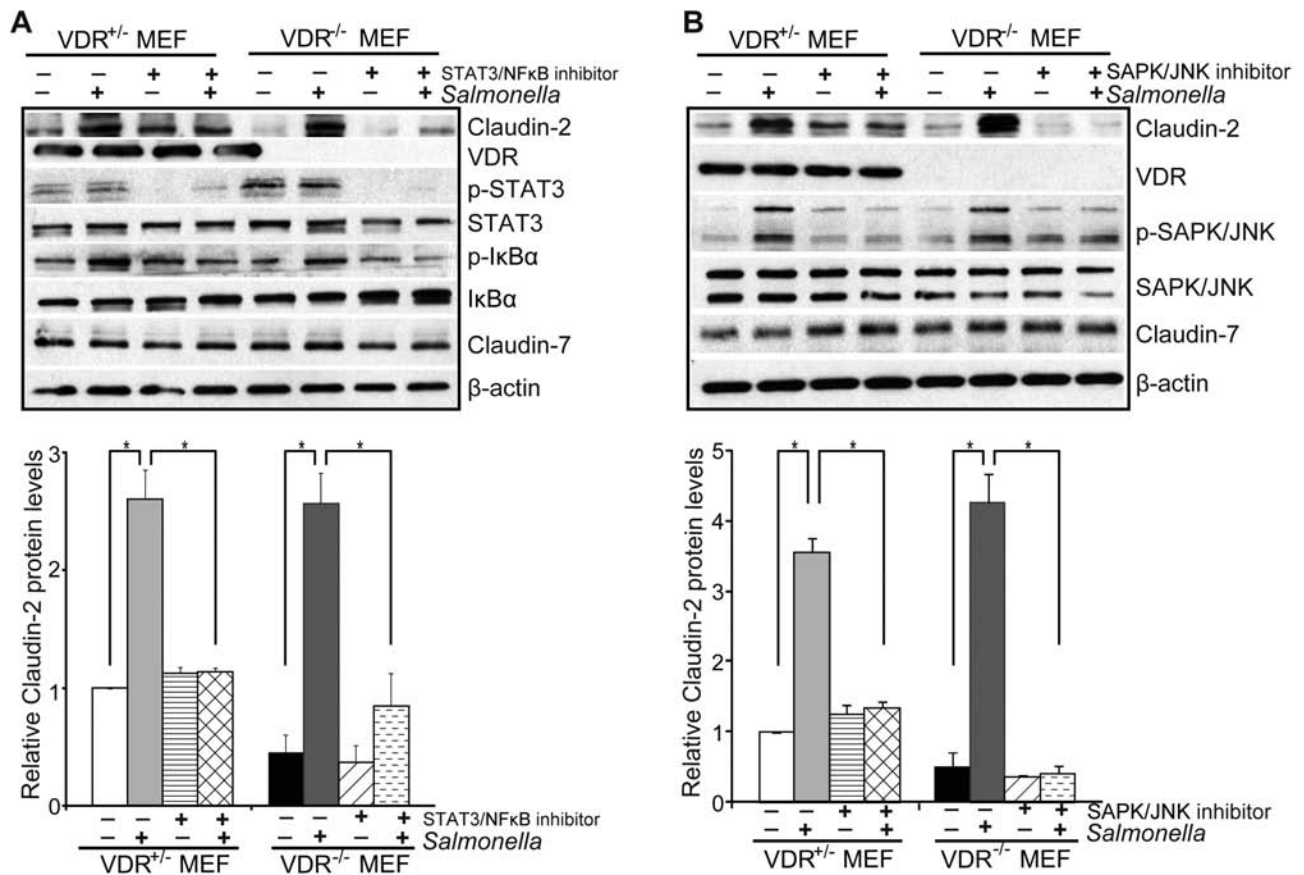 A
VDR+/- MEF VDR-/- MEF
− − + + − − + + STAT3/NFκB inhibitor
− + − + − + − + Salmonella
Claudin-2
VDR
p-STAT3
STAT3
p-IκBα
IκBα
Claudin-7
β-actin
* * * *
Relative Claudin-2 protein levels
3
2
1
0
− − + + − − + + STAT3/NFκB inhibitor
− + − + − + − + Salmonella
VDR+/- MEF VDR-/- MEF
B
VDR+/- MEF VDR-/- MEF
− − + + − − + + SAPK/JNK inhibitor
− + − + − + − + Salmonella
Claudin-2
VDR
p-SAPK/JNK
SAPK/JNK
Claudin-7
β-actin
* * * *
Relative Claudin-2 protein levels
5
4
3
2
1
0
− − + + − − + + SAPK/JNK inhibitor
− + − + − + − + Salmonella
VDR+/- MEF VDR-/- MEF